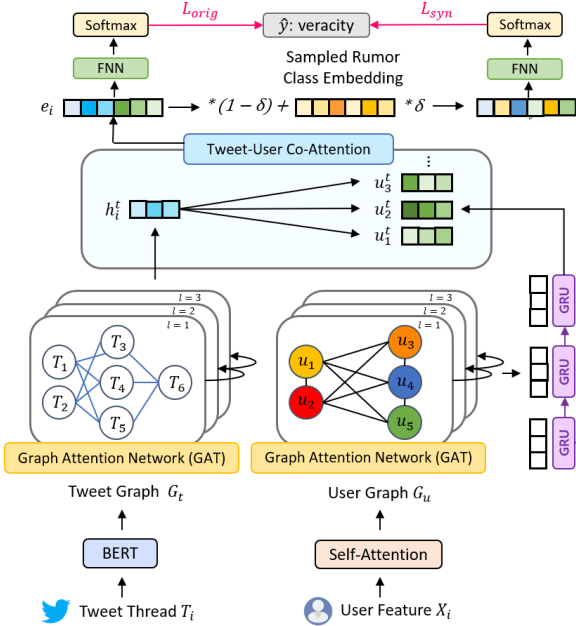 Softmax
L_orig
ŷ: veracity
L_syn
Softmax
FNN
Sampled Rumor
Class Embedding
FNN
e_i
*(1 − δ) +
*δ
Tweet-User Co-Attention
⋮
h_i^t
u_3^t
u_2^t
u_1^t
l = 3
l = 2
l = 1
T_1
T_2
T_3
T_4
T_5
T_6
l = 3
l = 2
l = 1
u_1
u_2
u_3
u_4
u_5
GRU
GRU
GRU
Graph Attention Network (GAT)
Graph Attention Network (GAT)
Tweet Graph G_t
User Graph G_u
BERT
Self-Attention
Tweet Thread T_i
User Feature X_i